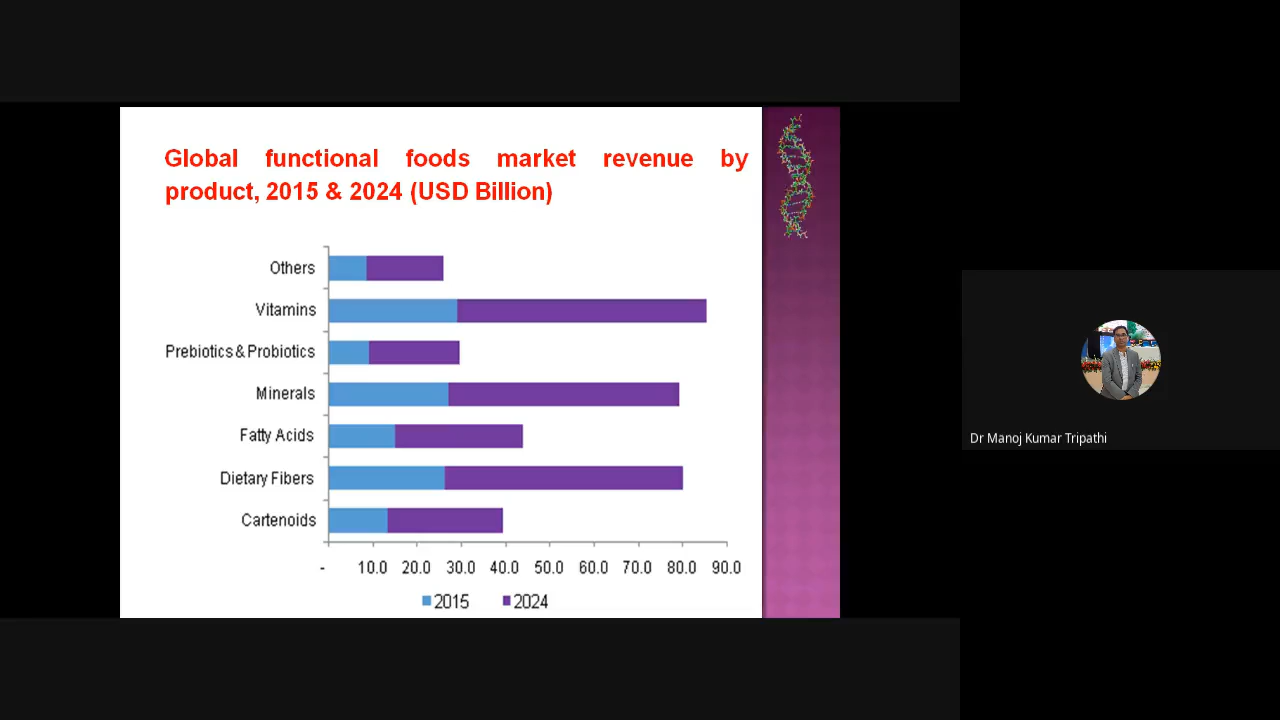 Global functional foods market revenue by
product, 2015 & 2024 (USD Billion)
Others
Vitamins
Prebiotics & Probiotics
Minerals
Fatty Acids
Dietary Fibers
Cartenoids
- 10.0 20.0 30.0 40.0 50.0 60.0 70.0 80.0 90.0
2015 2024
Dr Manoj Kumar Tripathi